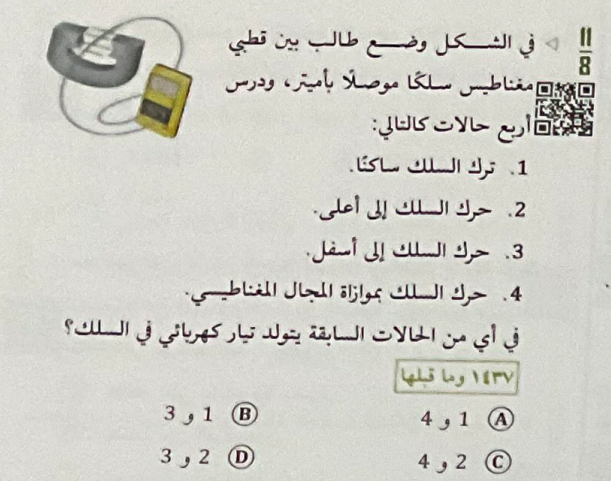 11
8
◁ في الشكل وضع طالب بين قطبي
مغناطيس سلكًا موصلًا بأميتر، ودرس
أربع حالات كالتالي:
1. ترك السلك ساكنًا.
2. حرك السلك إلى أعلى.
3. حرك السلك إلى أسفل.
4. حرك السلك بموازاة المجال المغناطيسي.
في أي من الحالات السابقة يتولد تيار كهربائي في السلك؟
١٤٣٧ وما قبلها
A 1 و 4 B 1 و 3
C 2 و 4 D 2 و 3